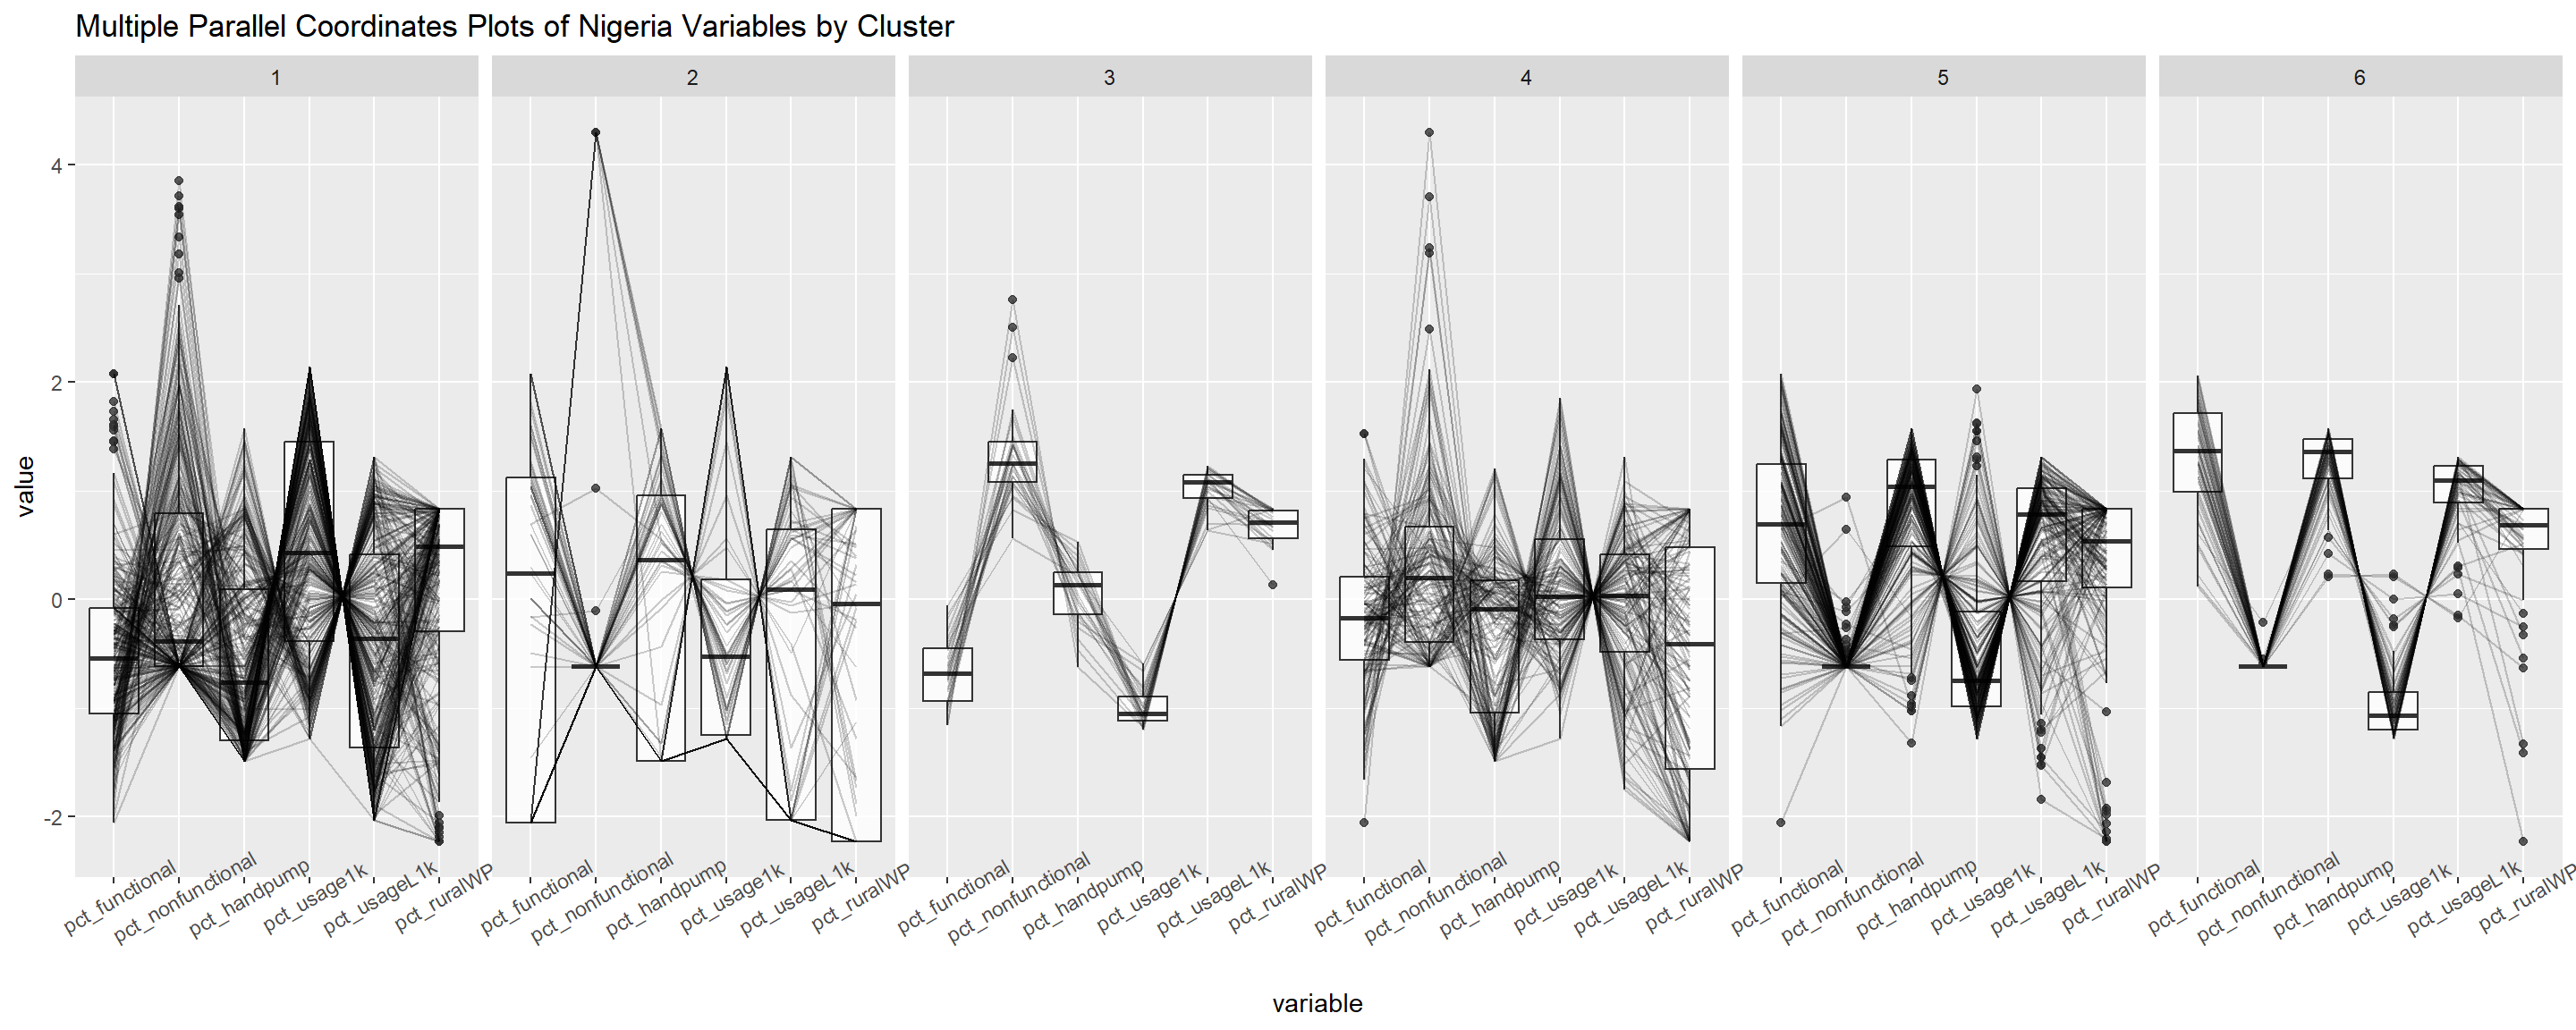 Multiple Parallel Coordinates Plots of Nigeria Variables by Cluster
1 2 3 4 5 6
value
4
2
0
-2
pct_functional pct_nonfunctional pct_handpump pct_usage1k pct_usageL1k pct_ruralWP pct_functional pct_nonfunctional pct_handpump pct_usage1k pct_usageL1k pct_ruralWP pct_functional pct_nonfunctional pct_handpump pct_usage1k pct_usageL1k pct_ruralWP pct_functional pct_nonfunctional pct_handpump pct_usage1k pct_usageL1k pct_ruralWP pct_functional pct_nonfunctional pct_handpump pct_usage1k pct_usageL1k pct_ruralWP pct_functional pct_nonfunctional pct_handpump pct_usage1k pct_usageL1k pct_ruralWP
variable